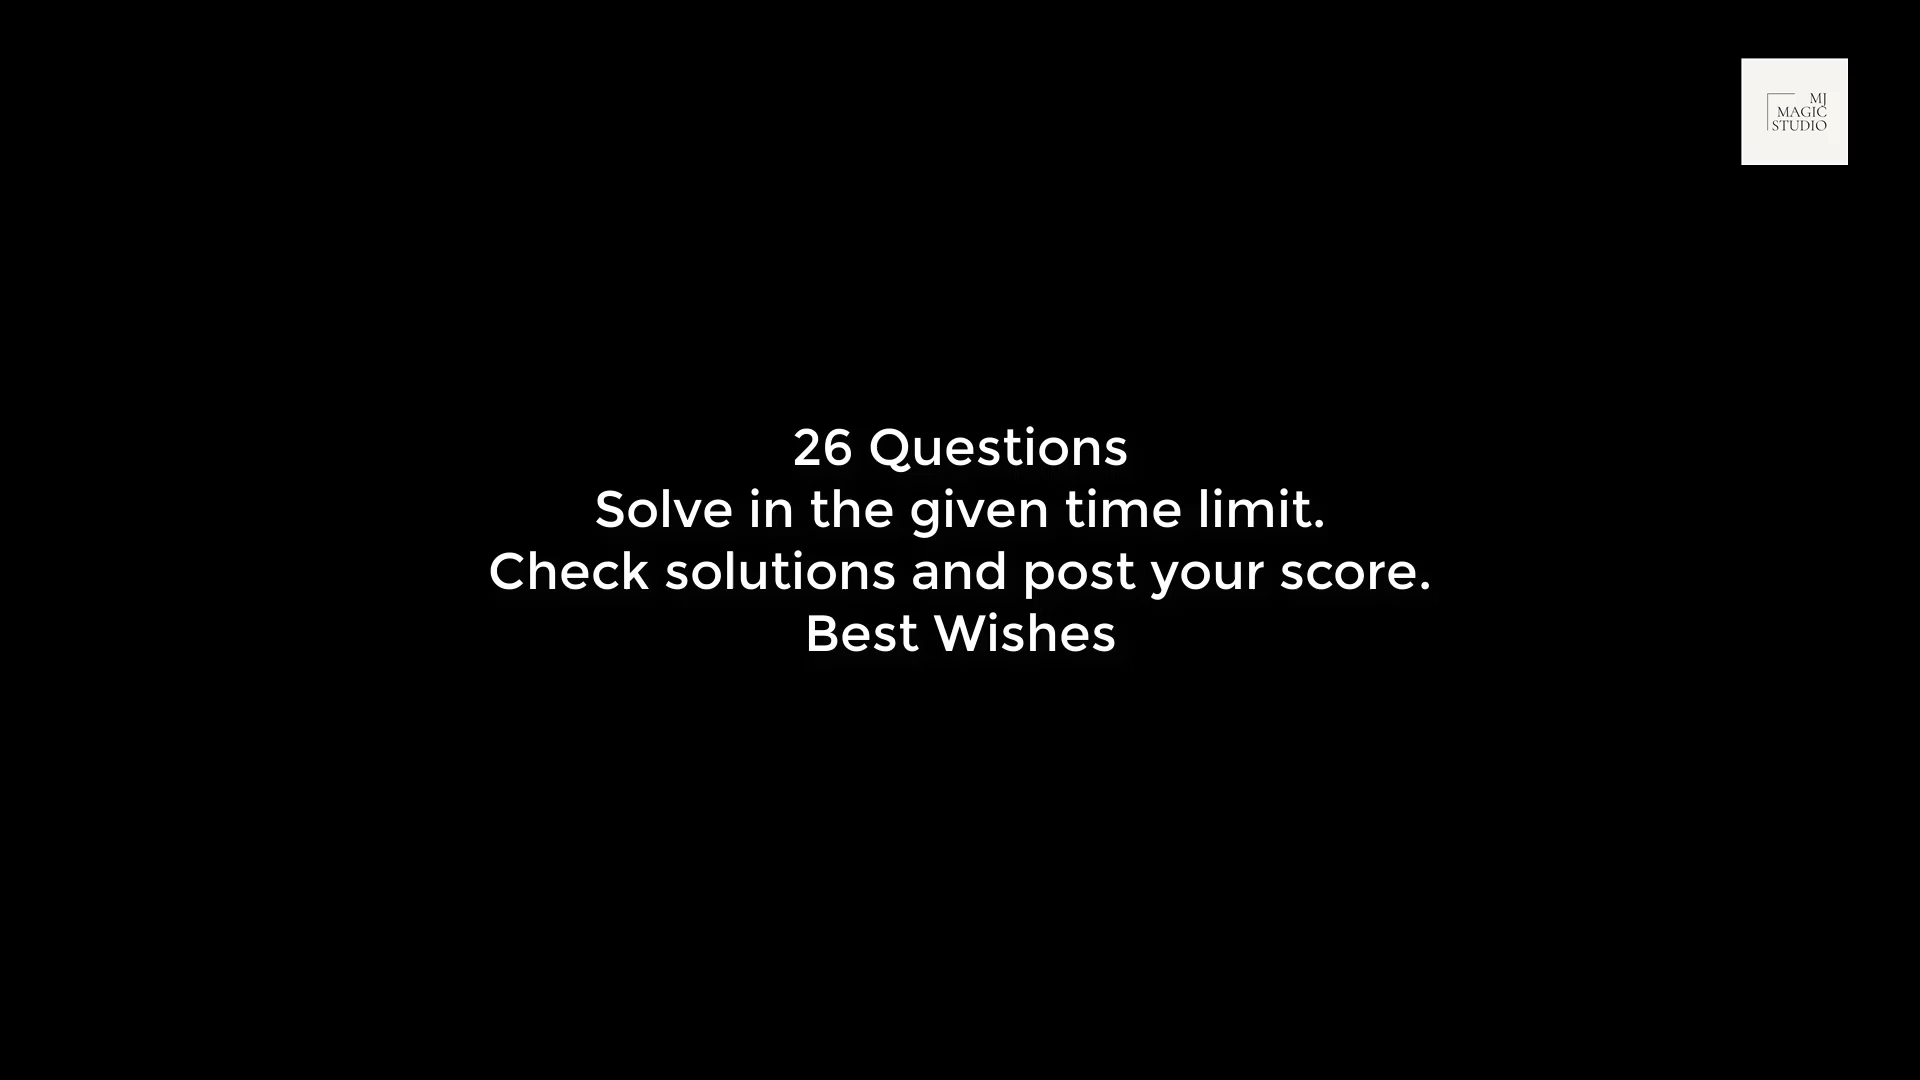 MJ
MAGIC
STUDIO
26 Questions
Solve in the given time limit.
Check solutions and post your score.
Best Wishes